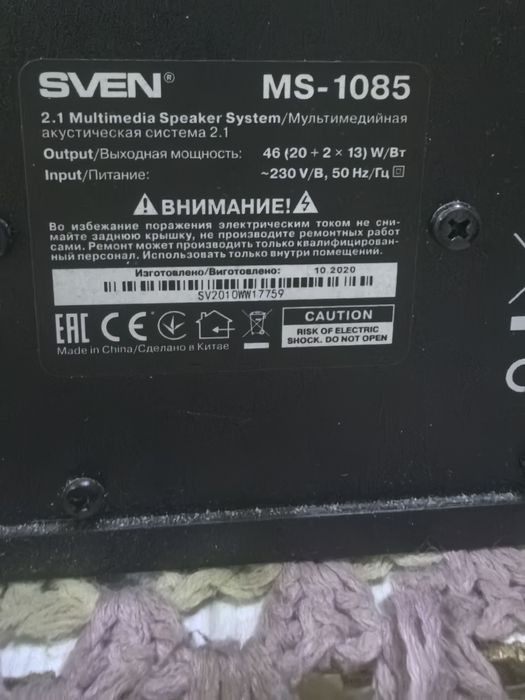 SVEN® MS-1085
2.1 Multimedia Speaker System/Мультимедийная
акустическая система 2.1
Output/Выходная мощность: 46 (20 + 2 × 13) W/Вт
Input/Питание: ~230 V/В, 50 Hz/Гц
ВНИМАНИЕ!
Во избежание поражения электрическим током не сни-
майте заднюю крышку, не производите ремонтных работ
сами. Ремонт может производить только квалифицирован-
ный персонал. Использовать только внутри помещений.
Изготовлено/Виготовлено: 10.2020
SV2010WW17759
EAC CE
CAUTION
RISK OF ELECTRIC
SHOCK. DO NOT OPEN
Made in China/Сделано в Китае